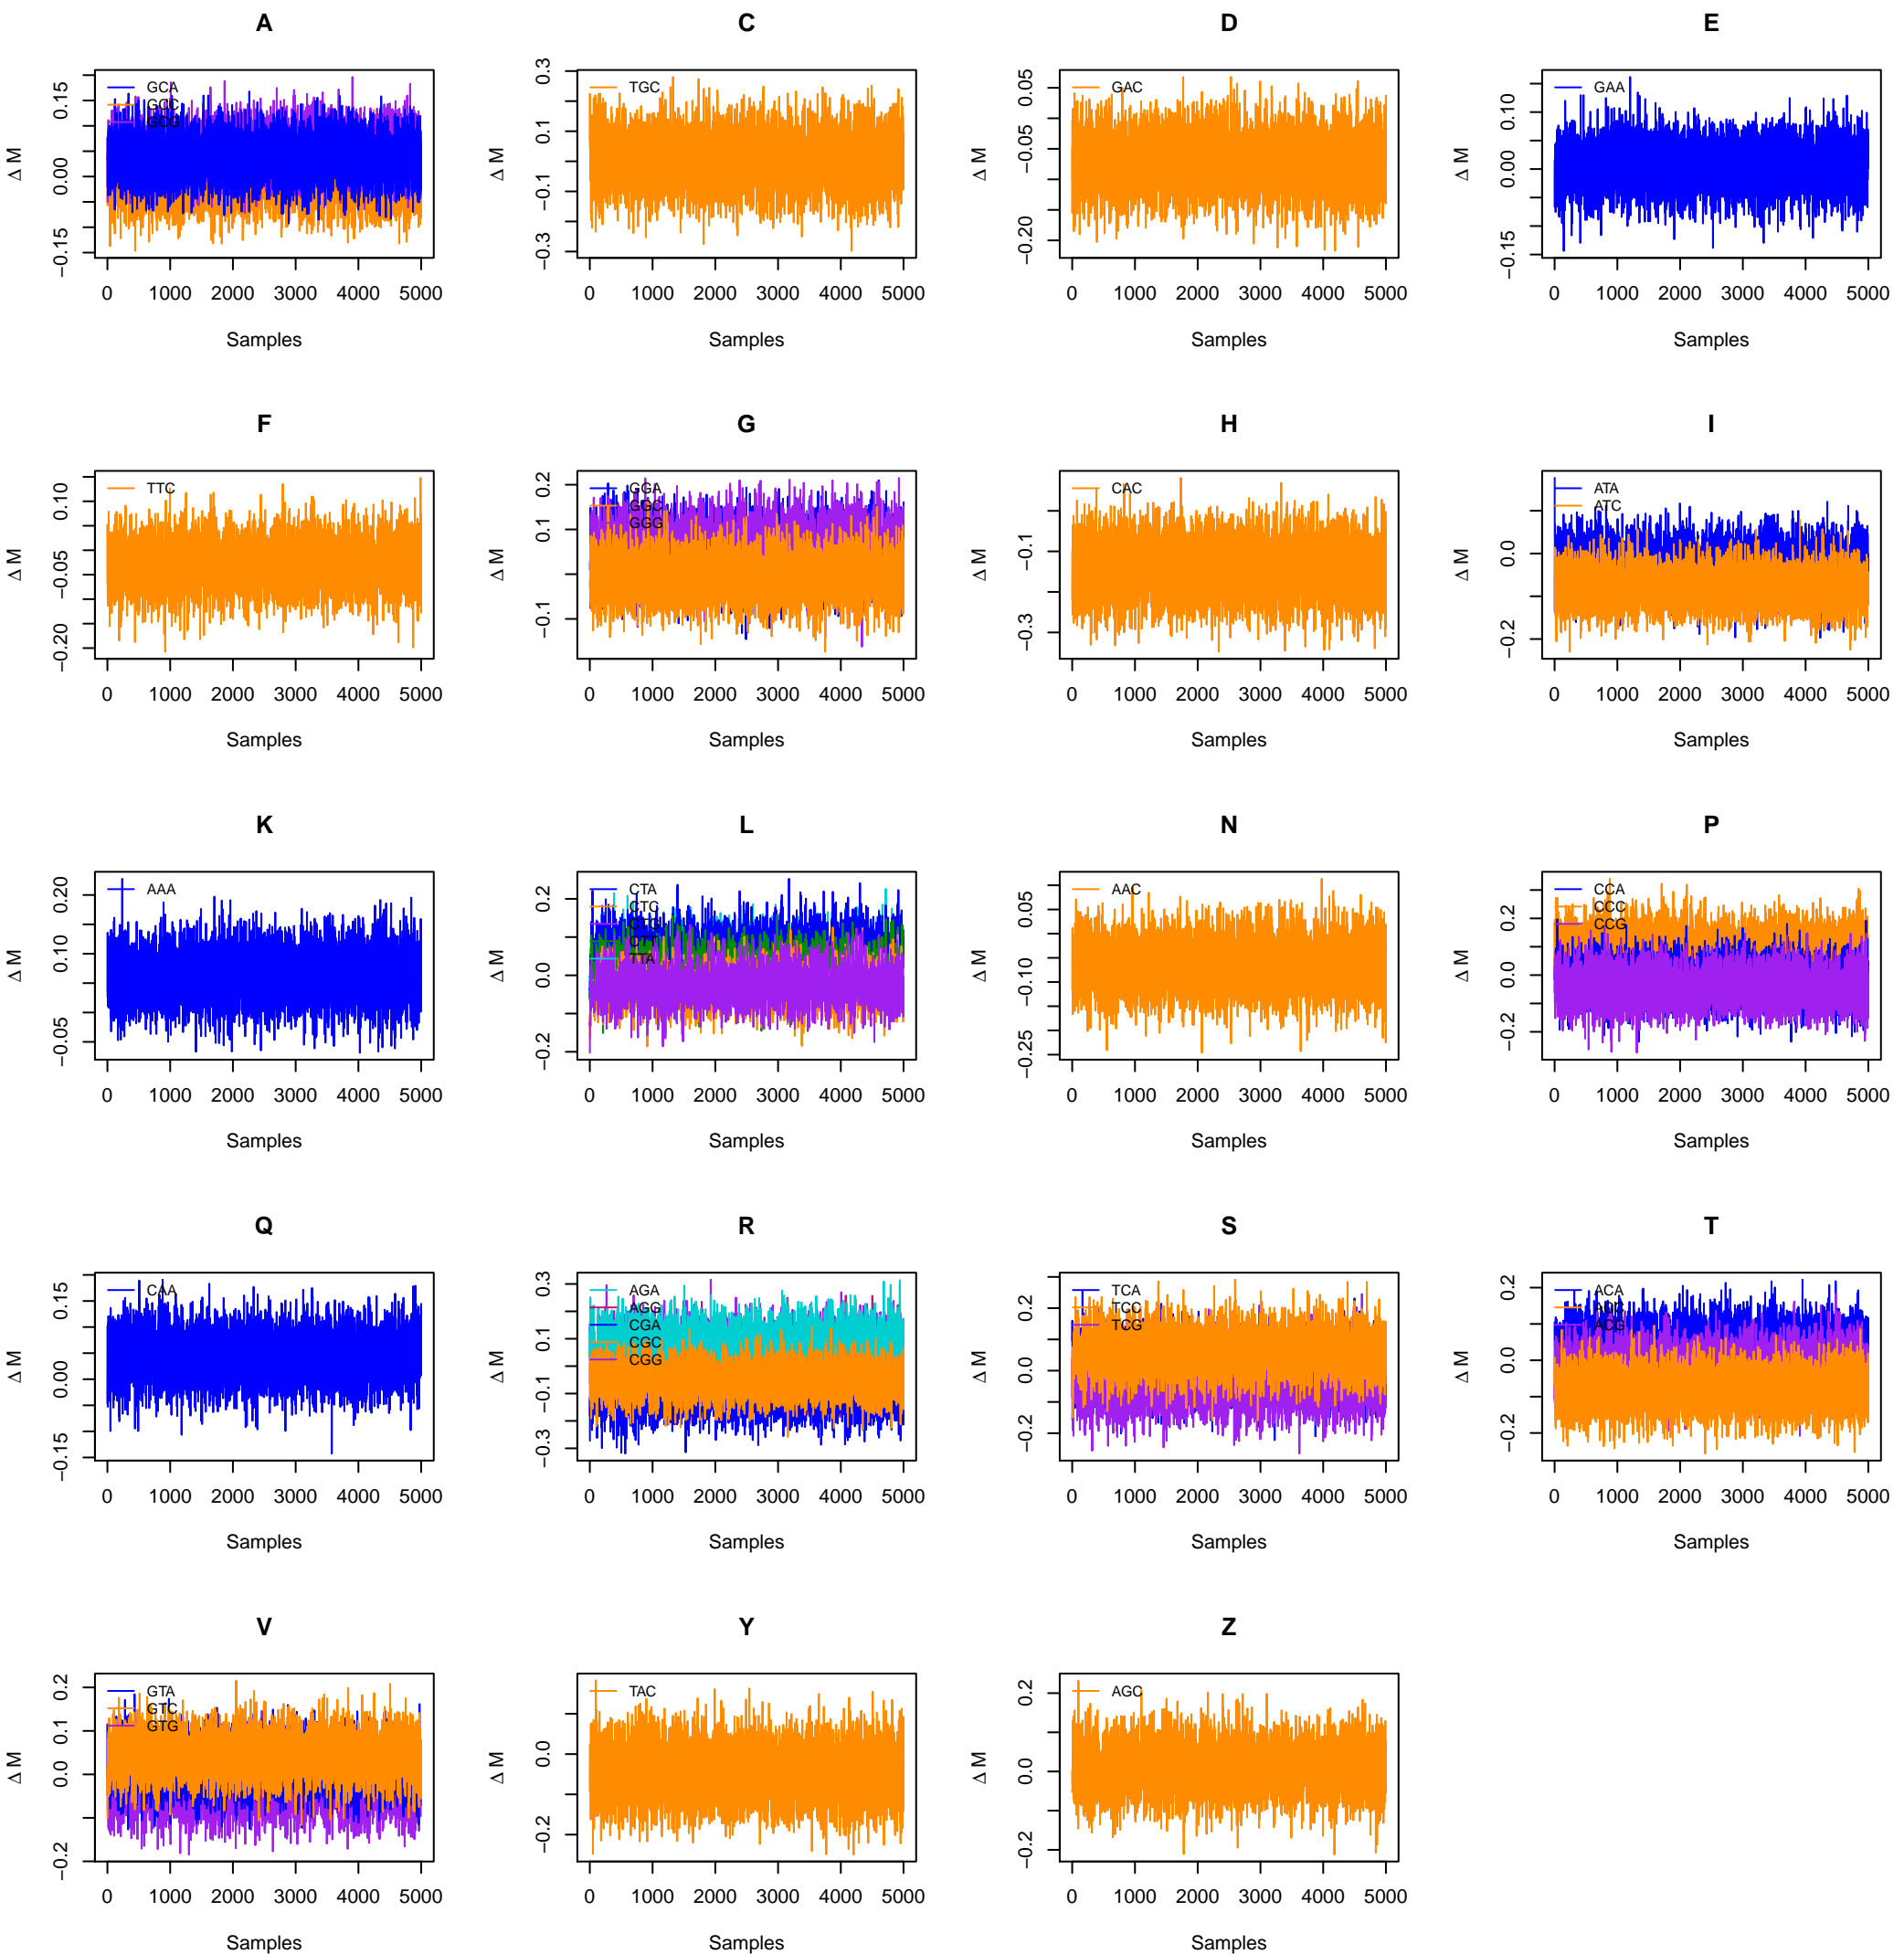 A
C
D
E
Δ M
0.15
0.00
−0.15
GCA
GCC
GCG
0 1000 2000 3000 4000 5000
Samples
Δ M
0.3
0.1
−0.1
−0.3
TGC
0 1000 2000 3000 4000 5000
Samples
Δ M
0.05
−0.05
−0.20
GAC
0 1000 2000 3000 4000 5000
Samples
Δ M
0.10
0.00
−0.15
GAA
0 1000 2000 3000 4000 5000
Samples
F
G
H
I
Δ M
0.10
−0.05
−0.20
TTC
0 1000 2000 3000 4000 5000
Samples
Δ M
0.2
0.1
−0.1
GGA
GGC
GGG
0 1000 2000 3000 4000 5000
Samples
Δ M
−0.1
−0.3
CAC
0 1000 2000 3000 4000 5000
Samples
Δ M
0.0
−0.2
ATA
ATC
0 1000 2000 3000 4000 5000
Samples
K
L
N
P
Δ M
0.20
0.10
−0.05
AAA
0 1000 2000 3000 4000 5000
Samples
Δ M
0.2
0.0
−0.2
CTA
CTC
CTG
CTT
TTA
0 1000 2000 3000 4000 5000
Samples
Δ M
0.05
−0.10
−0.25
AAC
0 1000 2000 3000 4000 5000
Samples
Δ M
0.2
0.0
−0.2
CCA
CCC
CCG
0 1000 2000 3000 4000 5000
Samples
Q
R
S
T
Δ M
0.15
0.00
−0.15
CAA
0 1000 2000 3000 4000 5000
Samples
Δ M
0.3
0.1
−0.1
−0.3
AGA
AGG
CGA
CGC
CGG
0 1000 2000 3000 4000 5000
Samples
Δ M
0.2
0.0
−0.2
TCA
TCC
TCG
0 1000 2000 3000 4000 5000
Samples
Δ M
0.2
0.0
−0.2
ACA
ACC
ACG
0 1000 2000 3000 4000 5000
Samples
V
Y
Z
Δ M
0.2
0.1
0.0
−0.2
GTA
GTC
GTG
0 1000 2000 3000 4000 5000
Samples
Δ M
0.0
−0.2
TAC
0 1000 2000 3000 4000 5000
Samples
Δ M
0.2
0.0
−0.2
AGC
0 1000 2000 3000 4000 5000
Samples